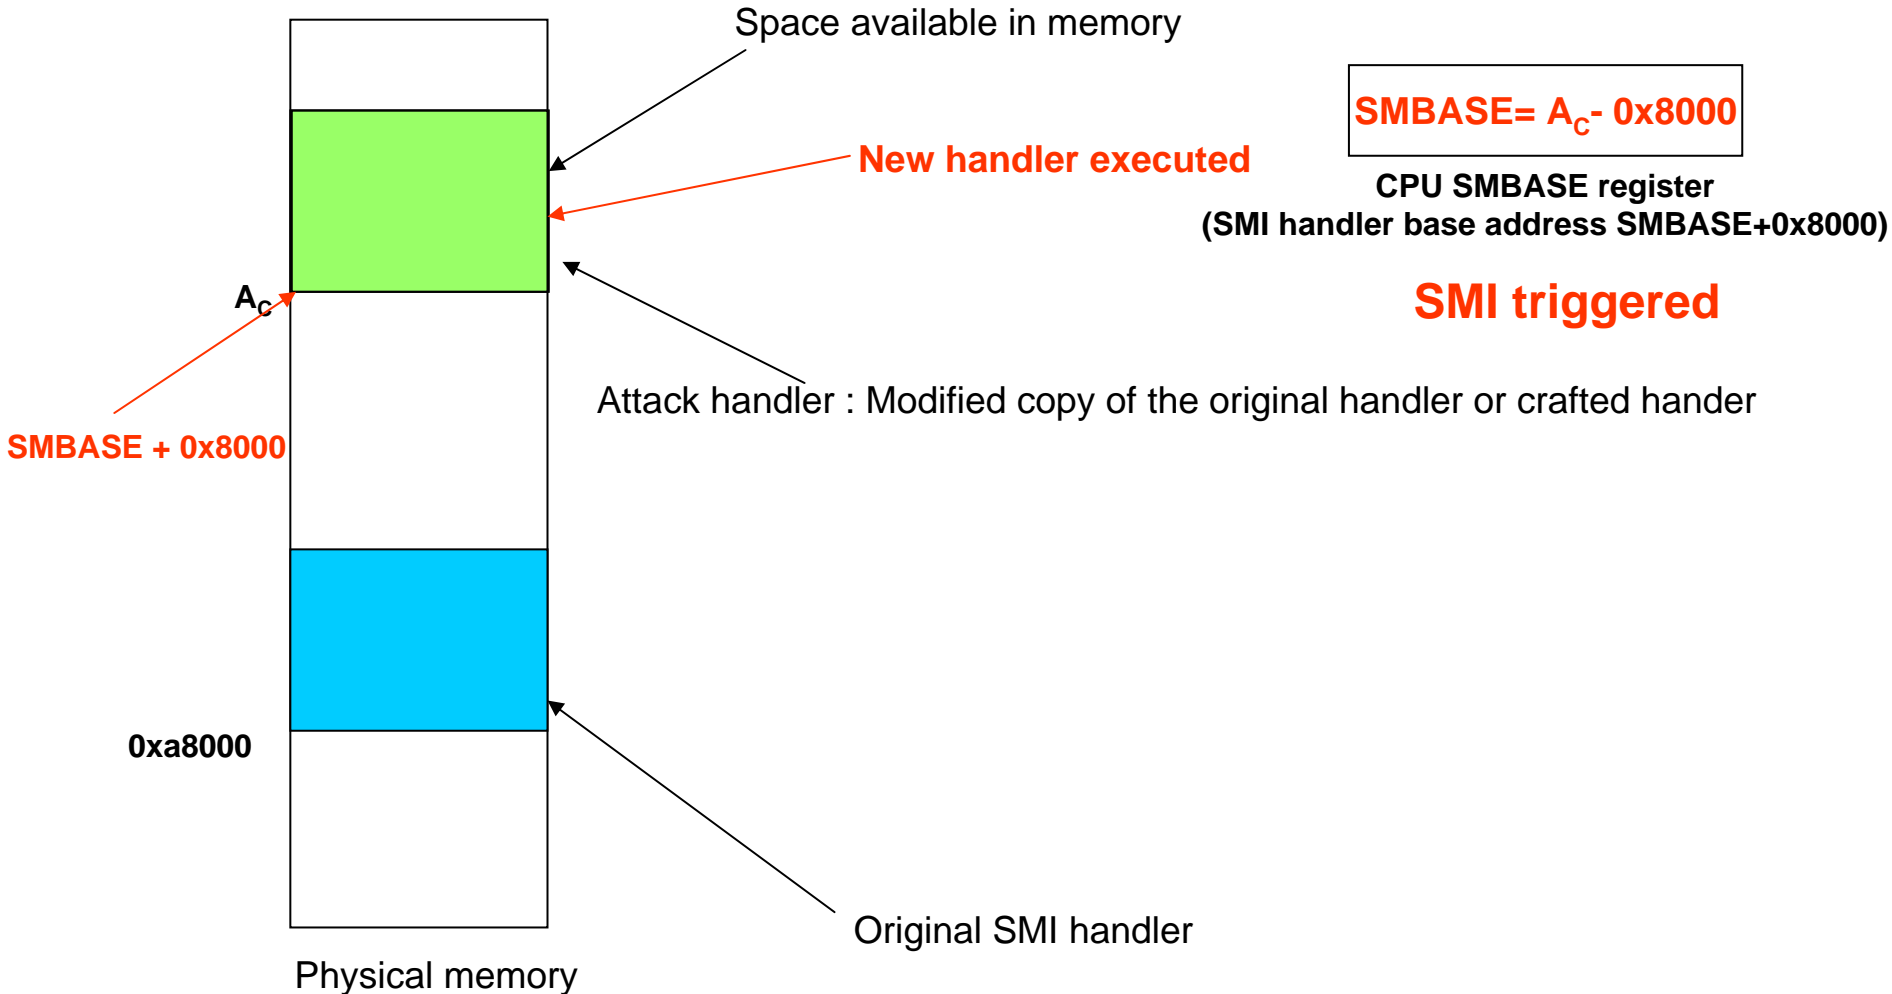 Space available in memory
SMBASE= AC- 0x8000
New handler executed
CPU SMBASE register
(SMI handler base address SMBASE+0x8000)
AC
SMI triggered
Attack handler : Modified copy of the original handler or crafted hander
SMBASE + 0x8000
0xa8000
Original SMI handler
Physical memory